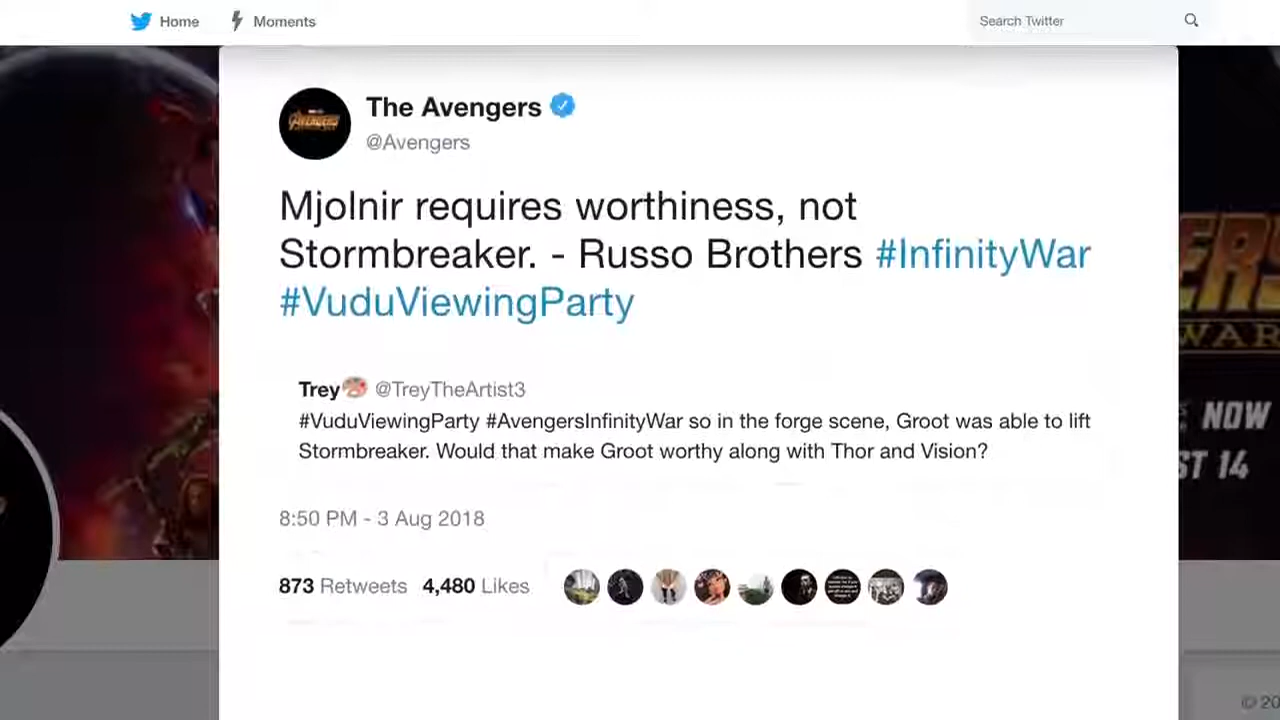 Home Moments Search Twitter
The Avengers
@Avengers
Mjolnir requires worthiness, not
Stormbreaker. - Russo Brothers #InfinityWar
#VuduViewingParty
Trey @TreyTheArtist3
#VuduViewingParty #AvengersInfinityWar so in the forge scene, Groot was able to lift
Stormbreaker. Would that make Groot worthy along with Thor and Vision?
8:50 PM - 3 Aug 2018
873 Retweets 4,480 Likes
WAR
NOW
ST 14
© 20